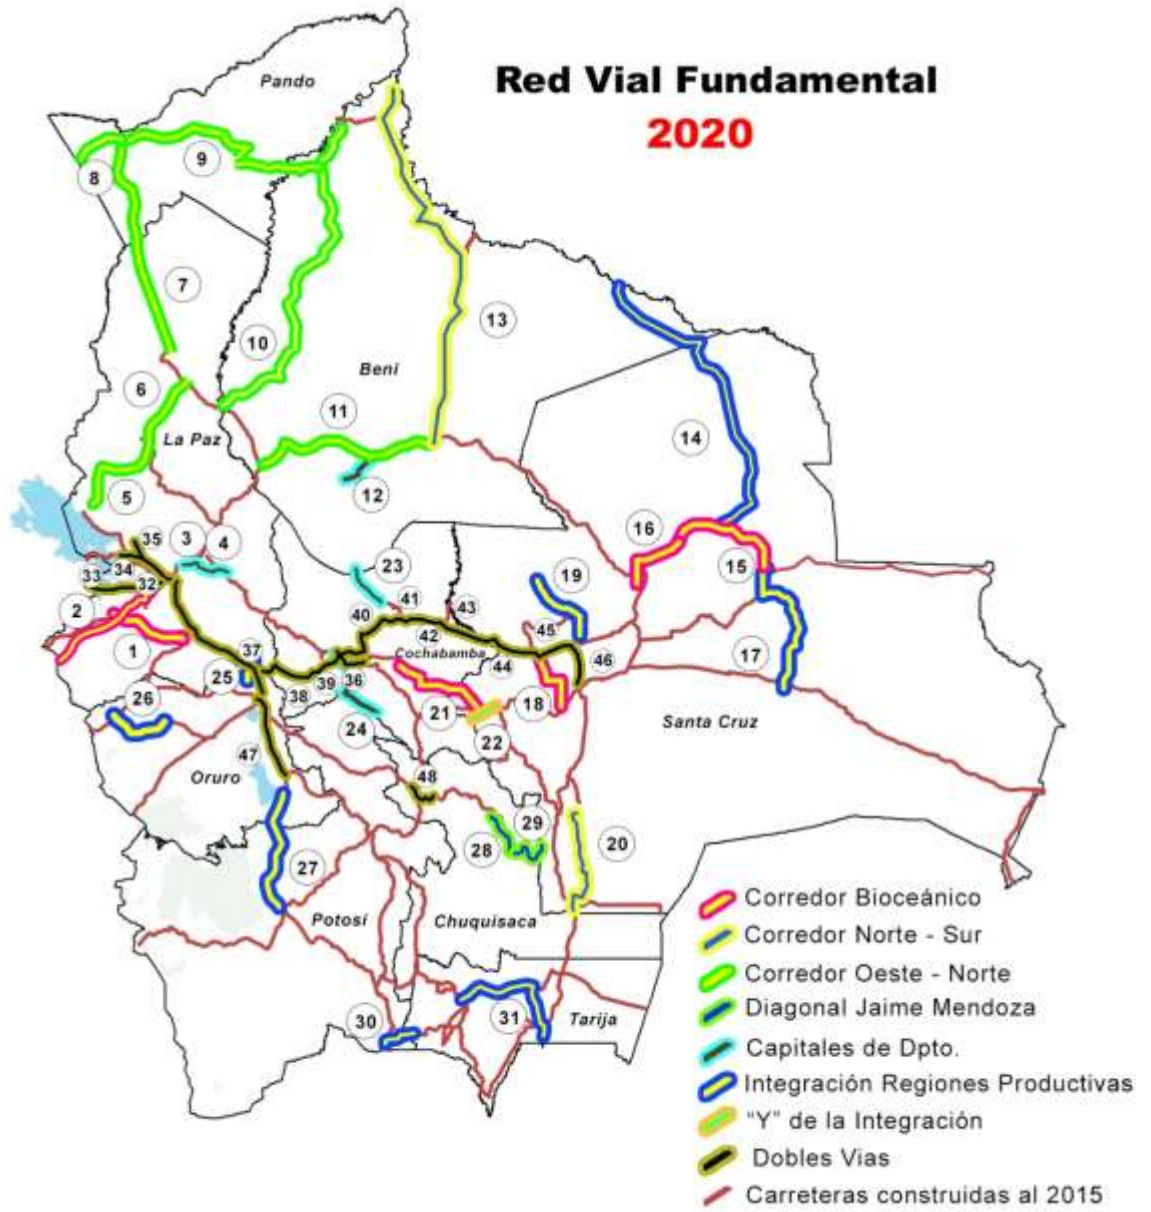 Red Vial Fundamental
2020
Pando
9
8
7
10
13
6
Beni
11
La Paz
14
5
12
16
35
3
4
34
23
19
15
33
32
2
41
43
40
42
45
1
37
Cochabamba
44
46
17
25
38
39
36
26
21
18
24
22
Santa Cruz
47
Oruro
48
29
28
20
27
Potosí
Chuquisaca
30
31
Tarija
Corredor Bioceánico
Corredor Norte - Sur
Corredor Oeste - Norte
Diagonal Jaime Mendoza
Capitales de Dpto.
Integración Regiones Productivas
“Y” de la Integración
Dobles Vias
Carreteras construidas al 2015